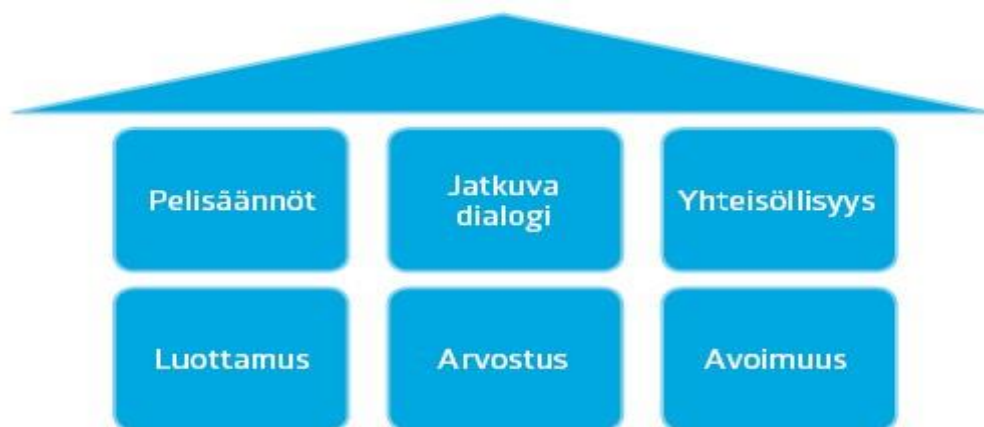 Pelisäännöt
Jatkuva
dialogi
Yhteisöllisyys
Luottamus
Arvostus
Avoimuus